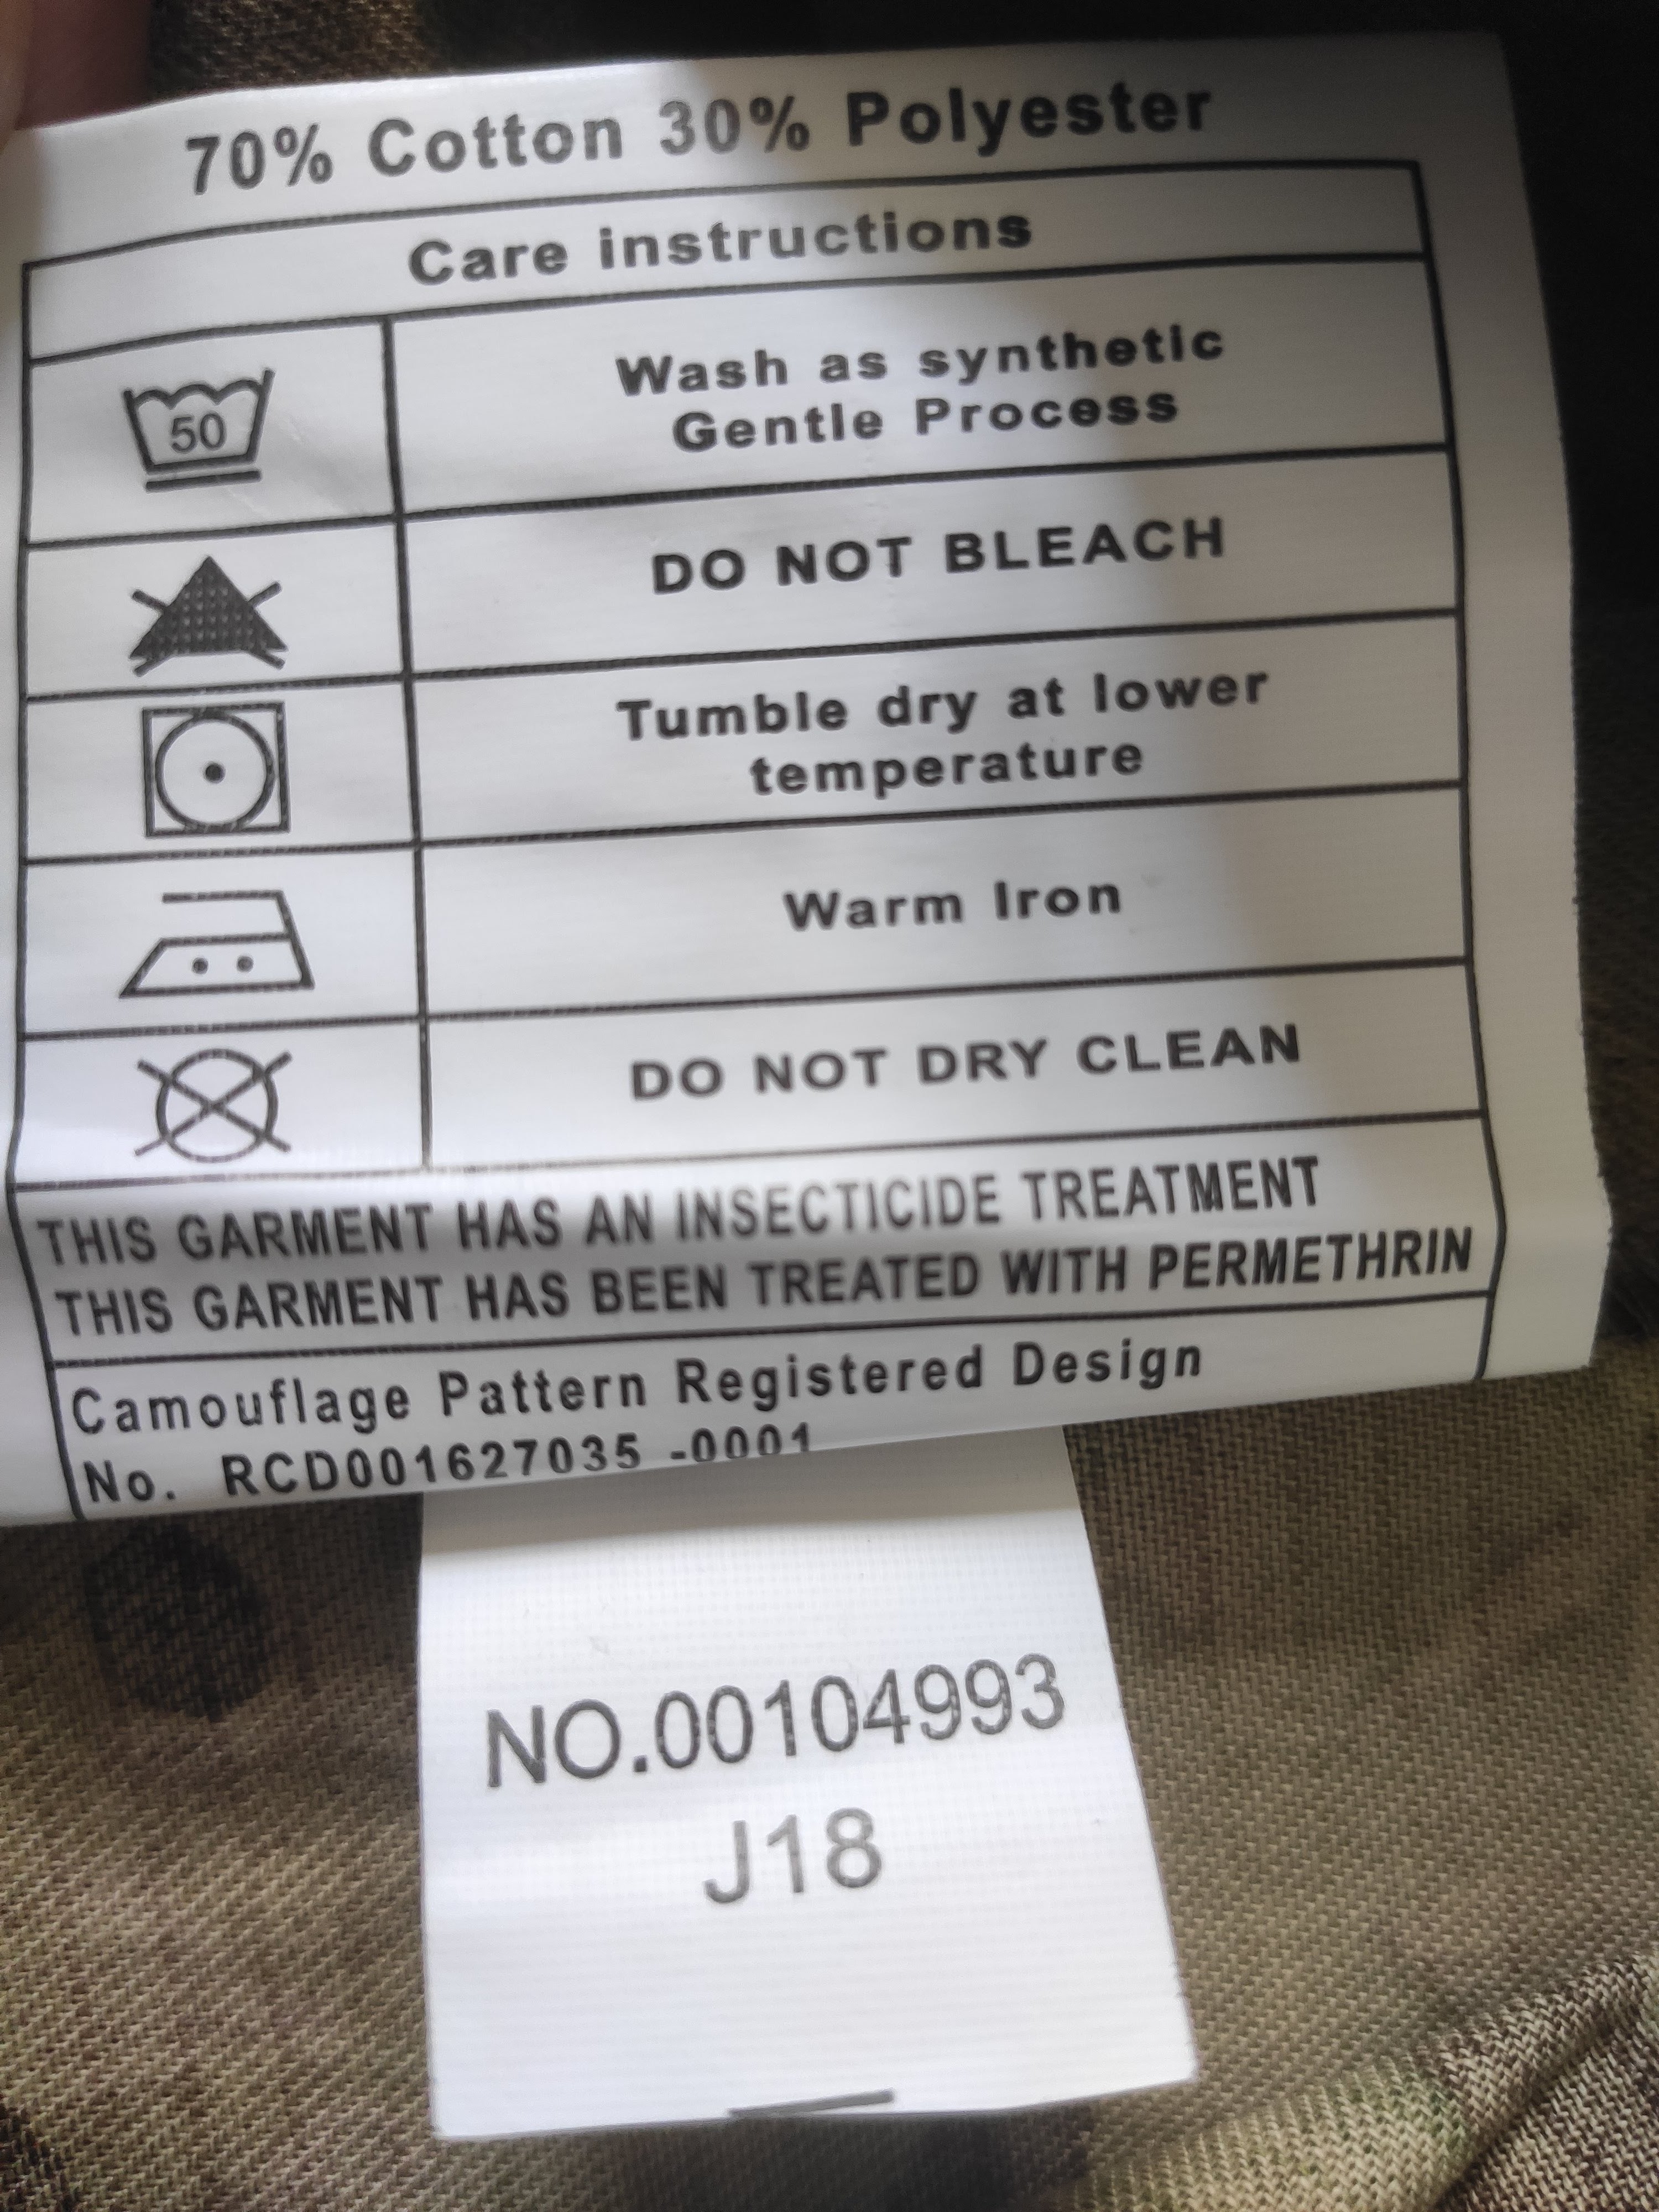 70% Cotton 30% Polyester
Care instructions
50
Wash as synthetic
Gentle Process
DO NOT BLEACH
Tumble dry at lower
temperature
Warm Iron
DO NOT DRY CLEAN
THIS GARMENT HAS AN INSECTICIDE TREATMENT
THIS GARMENT HAS BEEN TREATED WITH PERMETHRIN
Camouflage Pattern Registered Design
No. RCD001627035 -0001
NO.00104993
J18